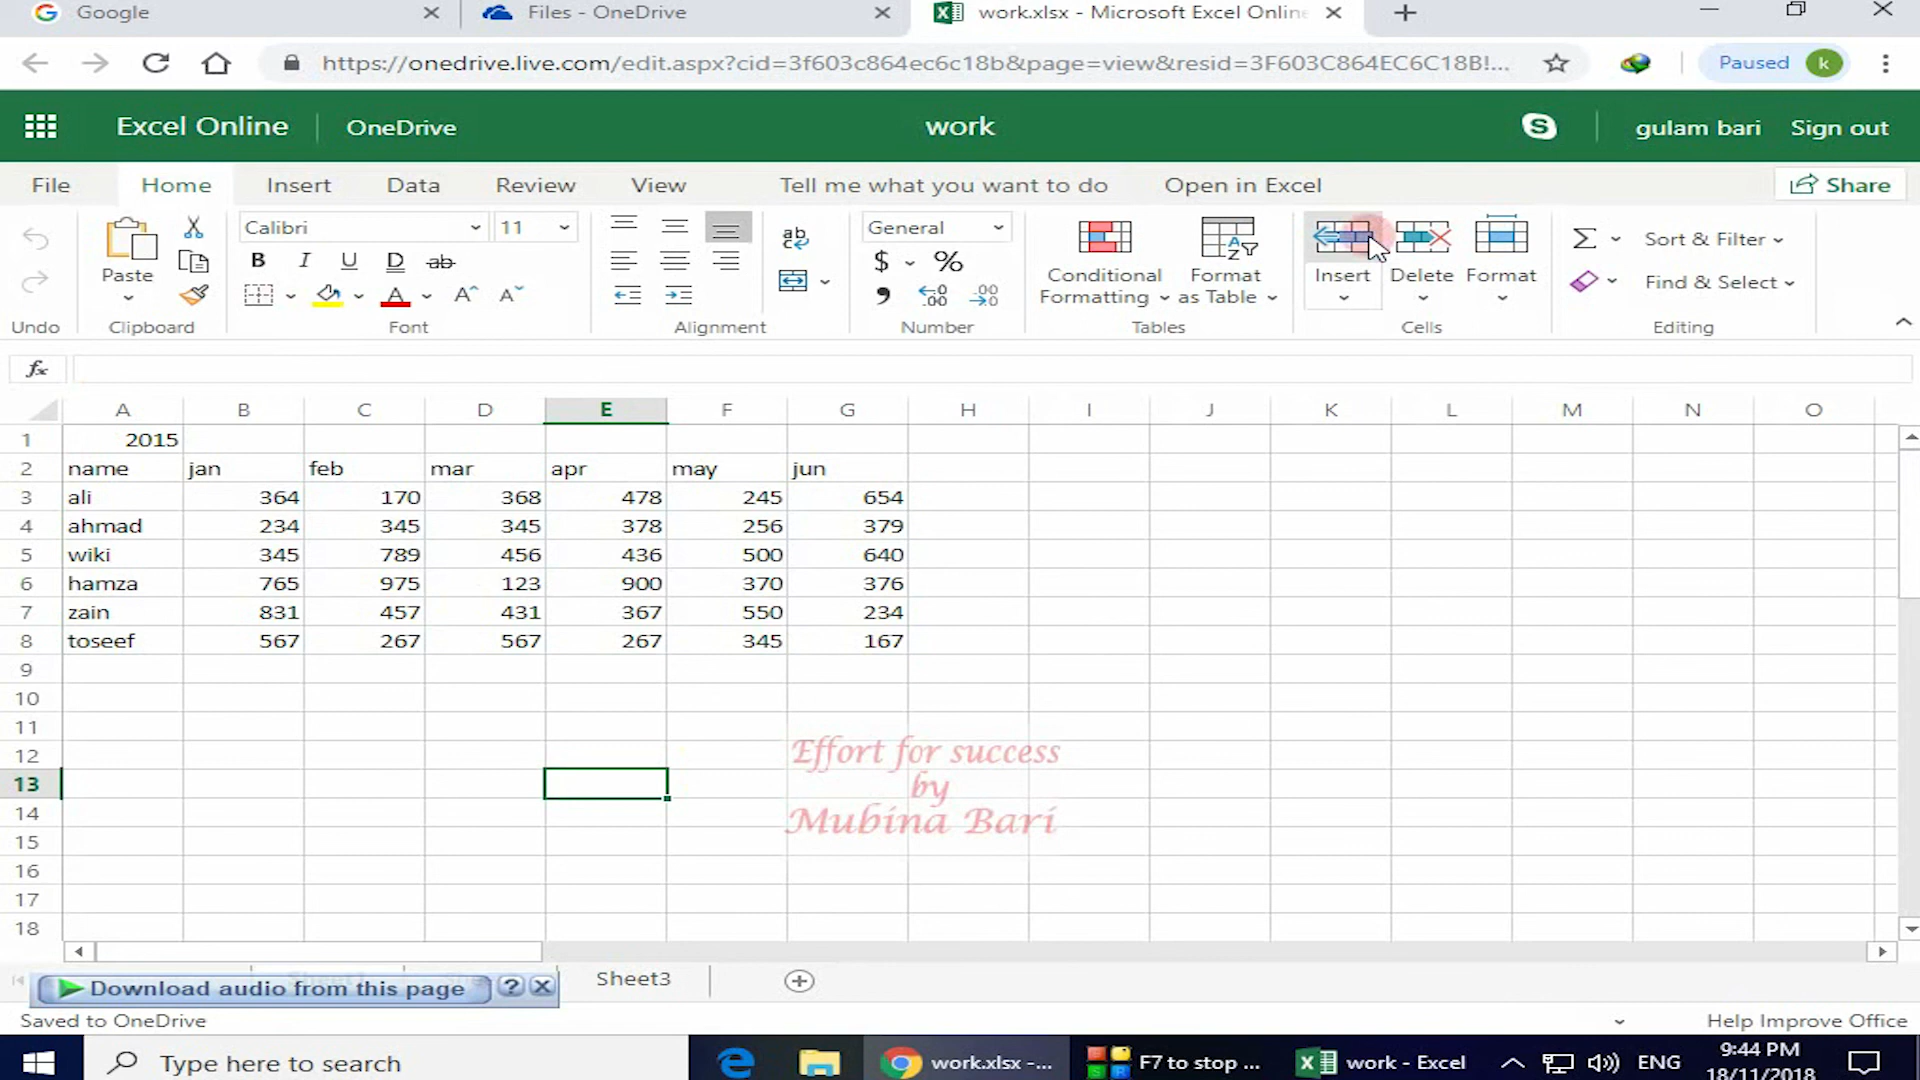 Google
Files - OneDrive
work.xlsx - Microsoft Excel Online
https://onedrive.live.com/edit.aspx?cid=3f603c864ec6c18b&page=view&resid=3F603C864EC6C18B!...
Paused k
Excel Online OneDrive work gulam bari Sign out
File Home Insert Data Review View Tell me what you want to do Open in Excel Share
Calibri 11 General
Paste B I U D ab $ %
Conditional Formatting
Format as Table
Insert Delete Format
Sort & Filter
Find & Select
Undo Clipboard Font Alignment Number Tables Cells Editing
fx
A B C D E F G H I J K L M N O
1 2015
2 name jan feb mar apr may jun
3 ali 364 170 368 478 245 654
4 ahmad 234 345 345 378 256 379
5 wiki 345 789 456 436 500 640
6 hamza 765 975 123 900 370 376
7 zain 831 457 431 367 550 234
8 toseef 567 267 567 267 345 167
9
10
11
12
13
14
15
16
17
18
Effort for success
by
Mubina Bari
Download audio from this page ?
Sheet3
Saved to OneDrive Help Improve Office
Type here to search
work.xlsx -...
F7 to stop ...
work - Excel
ENG
9:44 PM
18/11/2018